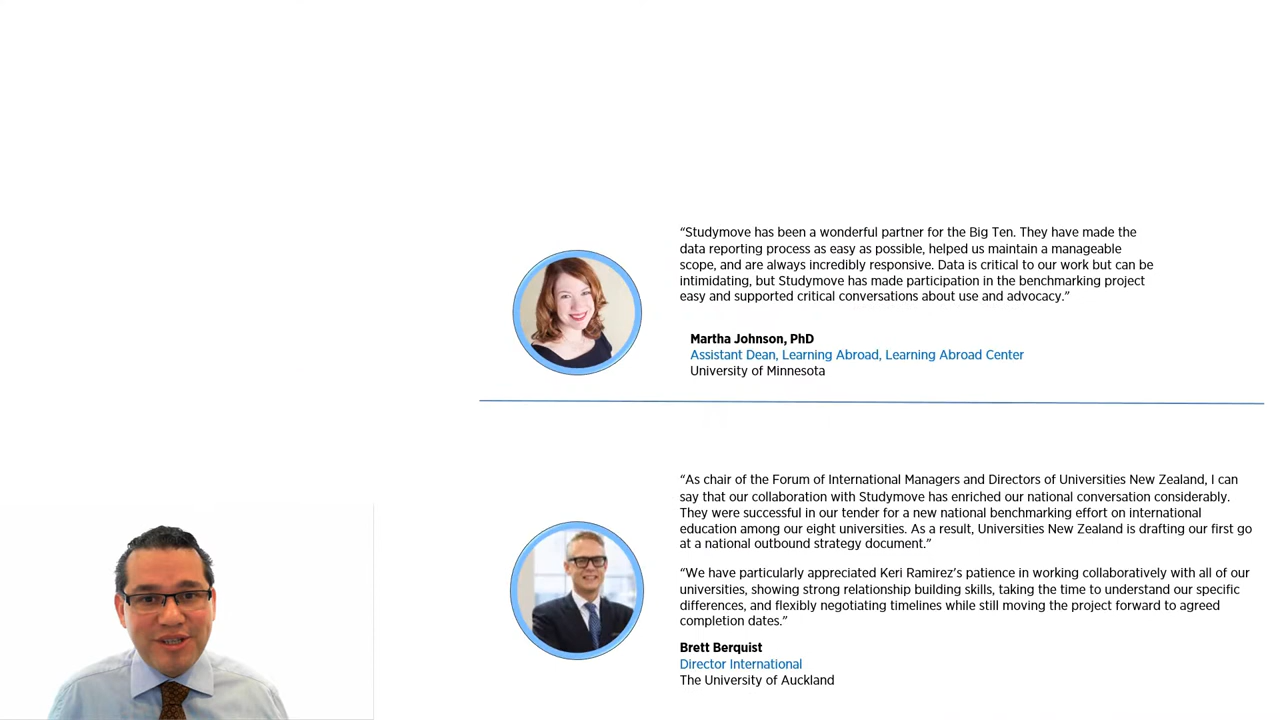 “Studymove has been a wonderful partner for the Big Ten. They have made the
data reporting process as easy as possible, helped us maintain a manageable
scope, and are always incredibly responsive. Data is critical to our work but can be
intimidating, but Studymove has made participation in the benchmarking project
easy and supported critical conversations about use and advocacy.”
Martha Johnson, PhD
Assistant Dean, Learning Abroad, Learning Abroad Center
University of Minnesota
“As chair of the Forum of International Managers and Directors of Universities New Zealand, I can
say that our collaboration with Studymove has enriched our national conversation considerably.
They were successful in our tender for a new national benchmarking effort on international
education among our eight universities. As a result, Universities New Zealand is drafting our first go
at a national outbound strategy document.”
“We have particularly appreciated Keri Ramirez’s patience in working collaboratively with all of our
universities, showing strong relationship building skills, taking the time to understand our specific
differences, and flexibly negotiating timelines while still moving the project forward to agreed
completion dates.”
Brett Berquist
Director International
The University of Auckland